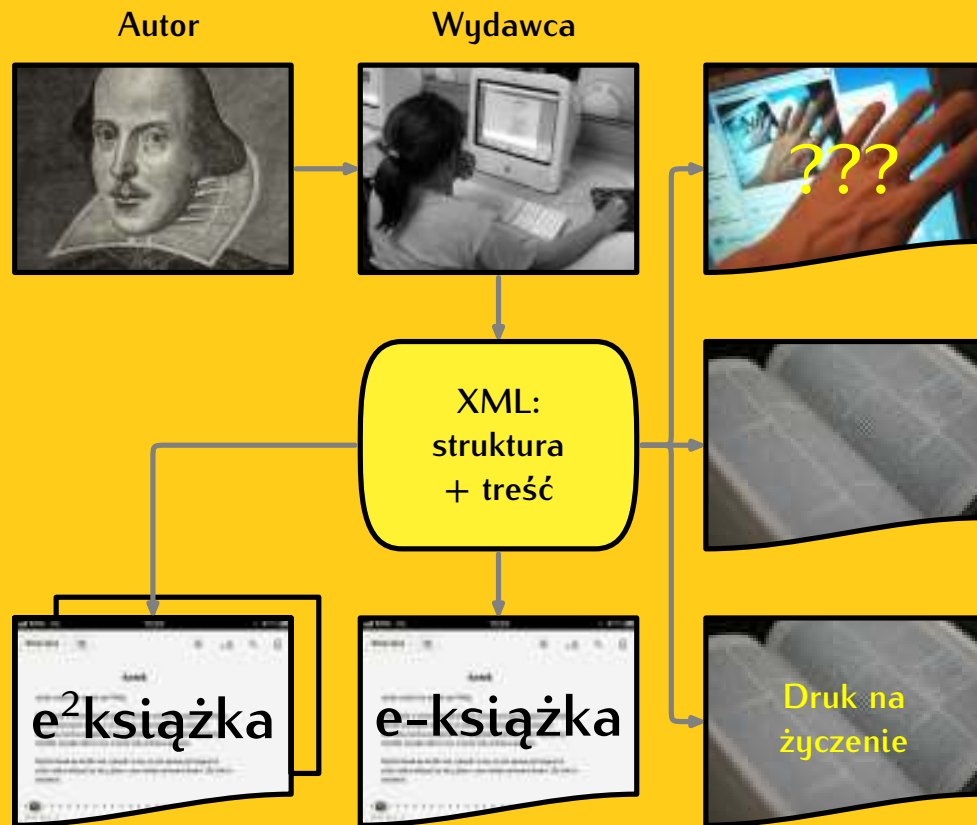 Autor
Wydawca
???
XML:
struktura
+ treść
e²książka
e-książka
Druk na
życzenie